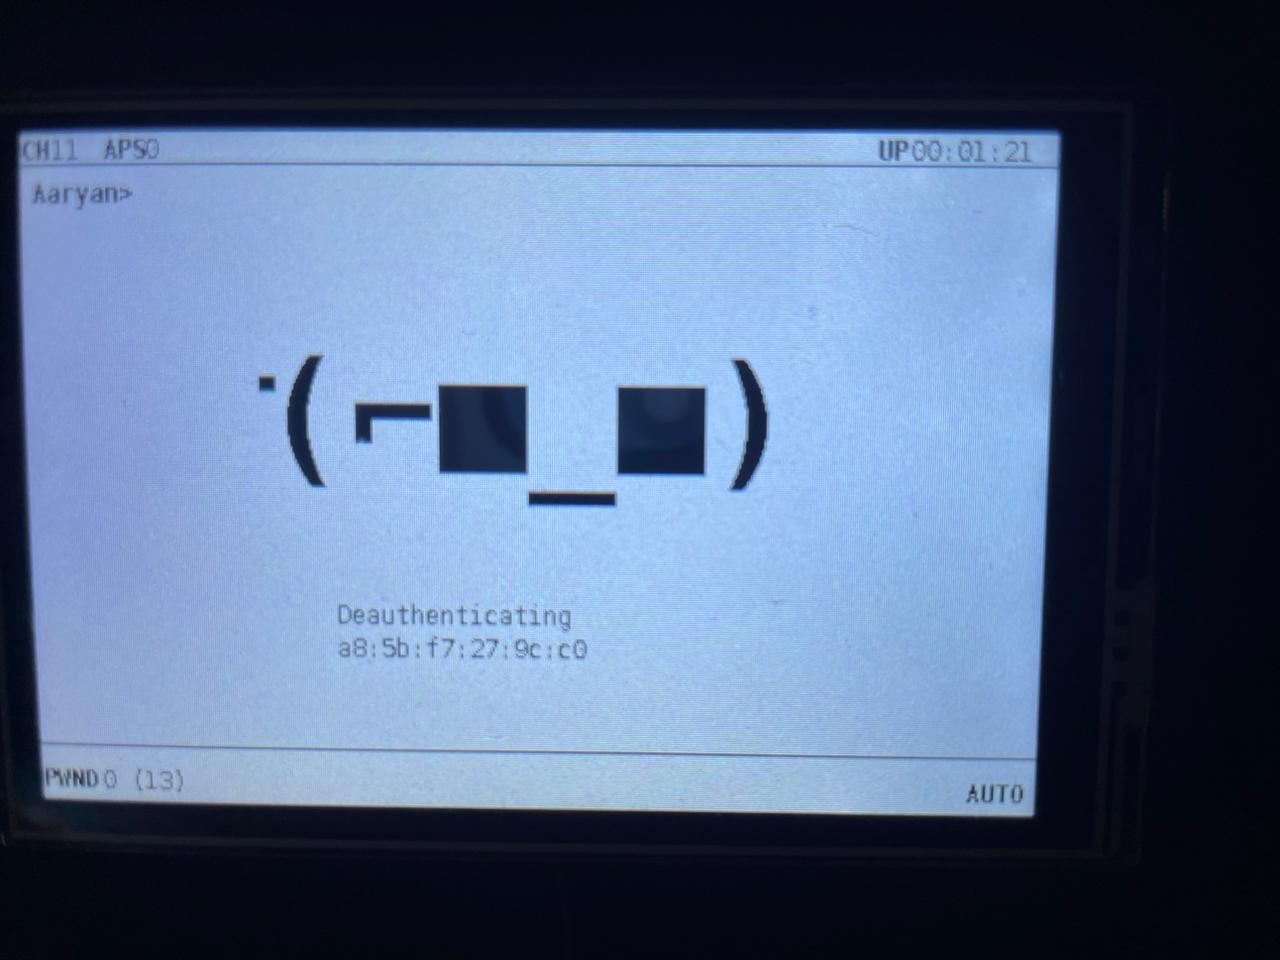 CH11 APS0 UP00:01:21
Aaryan>
(⌐■_■)
Deauthenticating
a8:5b:f7:27:9c:c0
PWND0 (13) AUTO